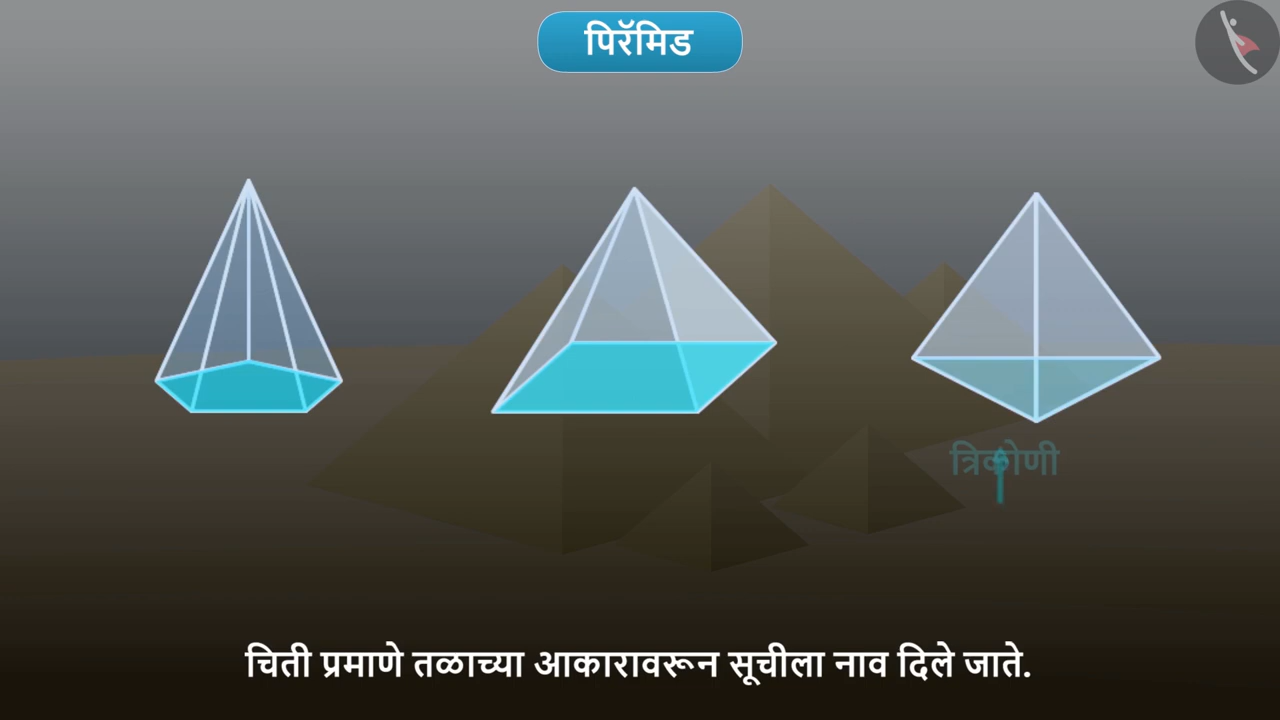 पिरॅमिड
त्रिकोणी
चिती प्रमाणे तळाच्या आकारावरून सूचीला नाव दिले जाते.